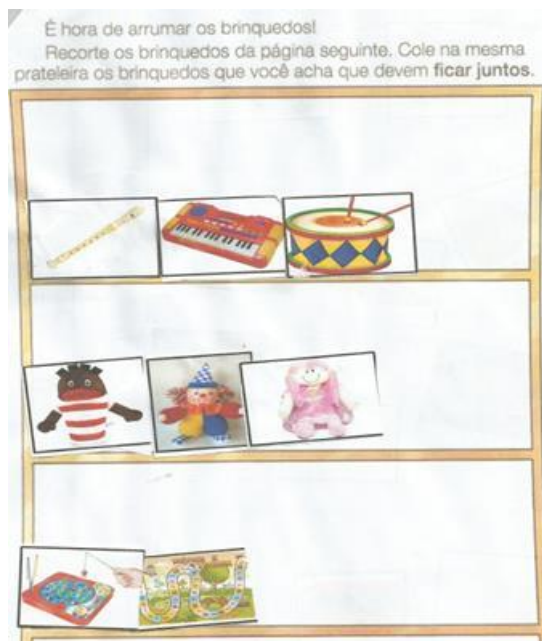 É hora de arrumar os brinquedos!
Recorte os brinquedos da página seguinte. Cole na mesma
prateleira os brinquedos que você acha que devem ficar juntos.